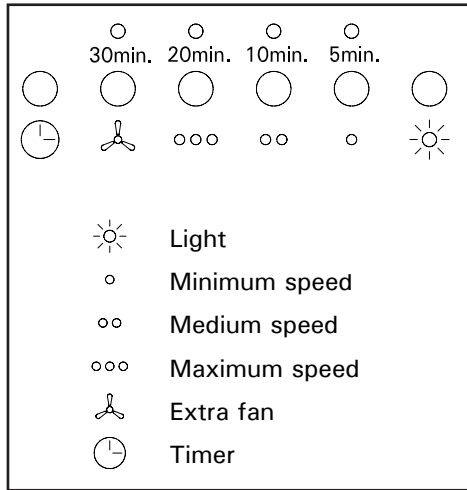 30min. 20min. 10min. 5min.
Light
Minimum speed
Medium speed
Maximum speed
Extra fan
Timer